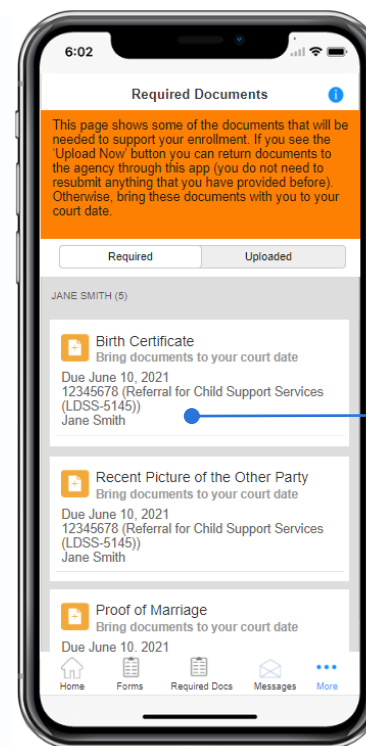 6:02
Required Documents
This page shows some of the documents that will be
needed to support your enrollment. If you see the
'Upload Now' button you can return documents to
the agency through this app (you do not need to
resubmit anything that you have provided before).
Otherwise, bring these documents with you to your
court date.
Required Uploaded
JANE SMITH (5)
Birth Certificate
Bring documents to your court date
Due June 10, 2021
12345678 (Referral for Child Support Services
(LDSS-5145))
Jane Smith
Recent Picture of the Other Party
Bring documents to your court date
Due June 10, 2021
12345678 (Referral for Child Support Services
(LDSS-5145))
Jane Smith
Proof of Marriage
Bring documents to your court date
Due June 10, 2021
Home Forms Required Docs Messages More